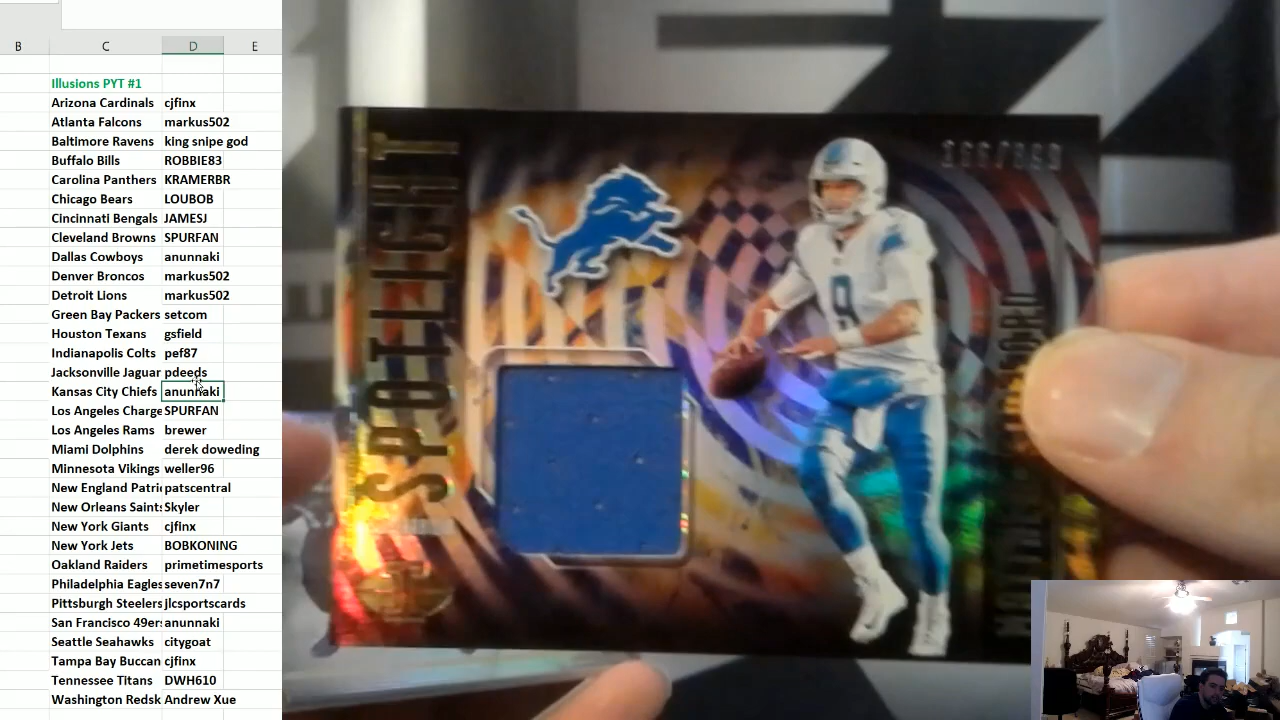 B C D E
Illusions PYT #1
Arizona Cardinals cjfinx
Atlanta Falcons markus502
Baltimore Ravens king snipe god
Buffalo Bills ROBBIE83
Carolina Panthers KRAMERBR
Chicago Bears LOUBOB
Cincinnati Bengals JAMESJ
Cleveland Browns SPURFAN
Dallas Cowboys anunnaki
Denver Broncos markus502
Detroit LIons markus502
Green Bay Packers setcom
Houston Texans gsfield
Indianapolis Colts pef87
Jacksonville Jaguar pdeeds
Kansas City Chiefs anunnaki
Los Angeles Charge SPURFAN
Los Angeles Rams brewer
Miami Dolphins derek doweding
Minnesota Vikings weller96
New England Patri patscentral
New Orleans Saints Skyler
New York Giants cjfinx
New York Jets BOBKONING
Oakland Raiders primetimesports
Philadelphia Eagles seven7n7
Pittsburgh Steelers jlcsportscards
San Francisco 49er anunnaki
Seattle Seahawks citygoat
Tampa Bay Buccan cjfinx
Tennessee Titans DWH610
Washington Redsk Andrew Xue
SPOTLIGHT
9